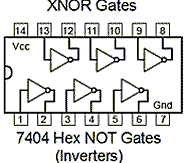 XNOR Gates
14 13 12 11 10 9 8
Vcc
Gnd
1 2 3 4 5 6 7
7404 Hex NOT Gates
(Inverters)